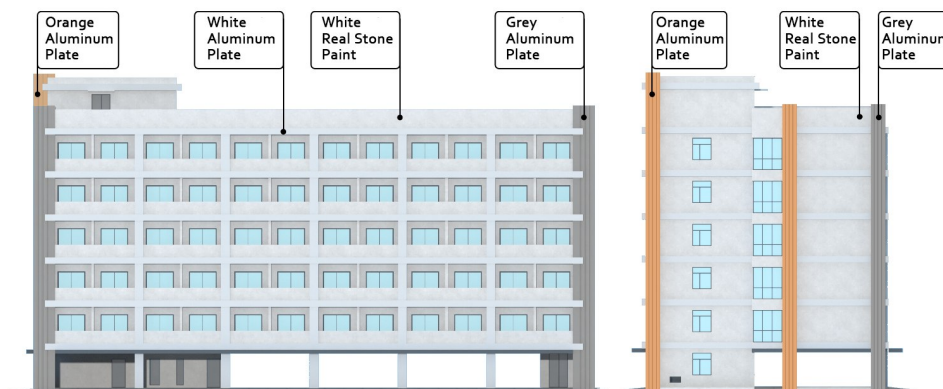 Orange
Aluminum
Plate
White
Aluminum
Plate
White
Real Stone
Paint
Grey
Aluminum
Plate
Orange
Aluminum
Plate
White
Real Stone
Paint
Grey
Aluminum
Plate